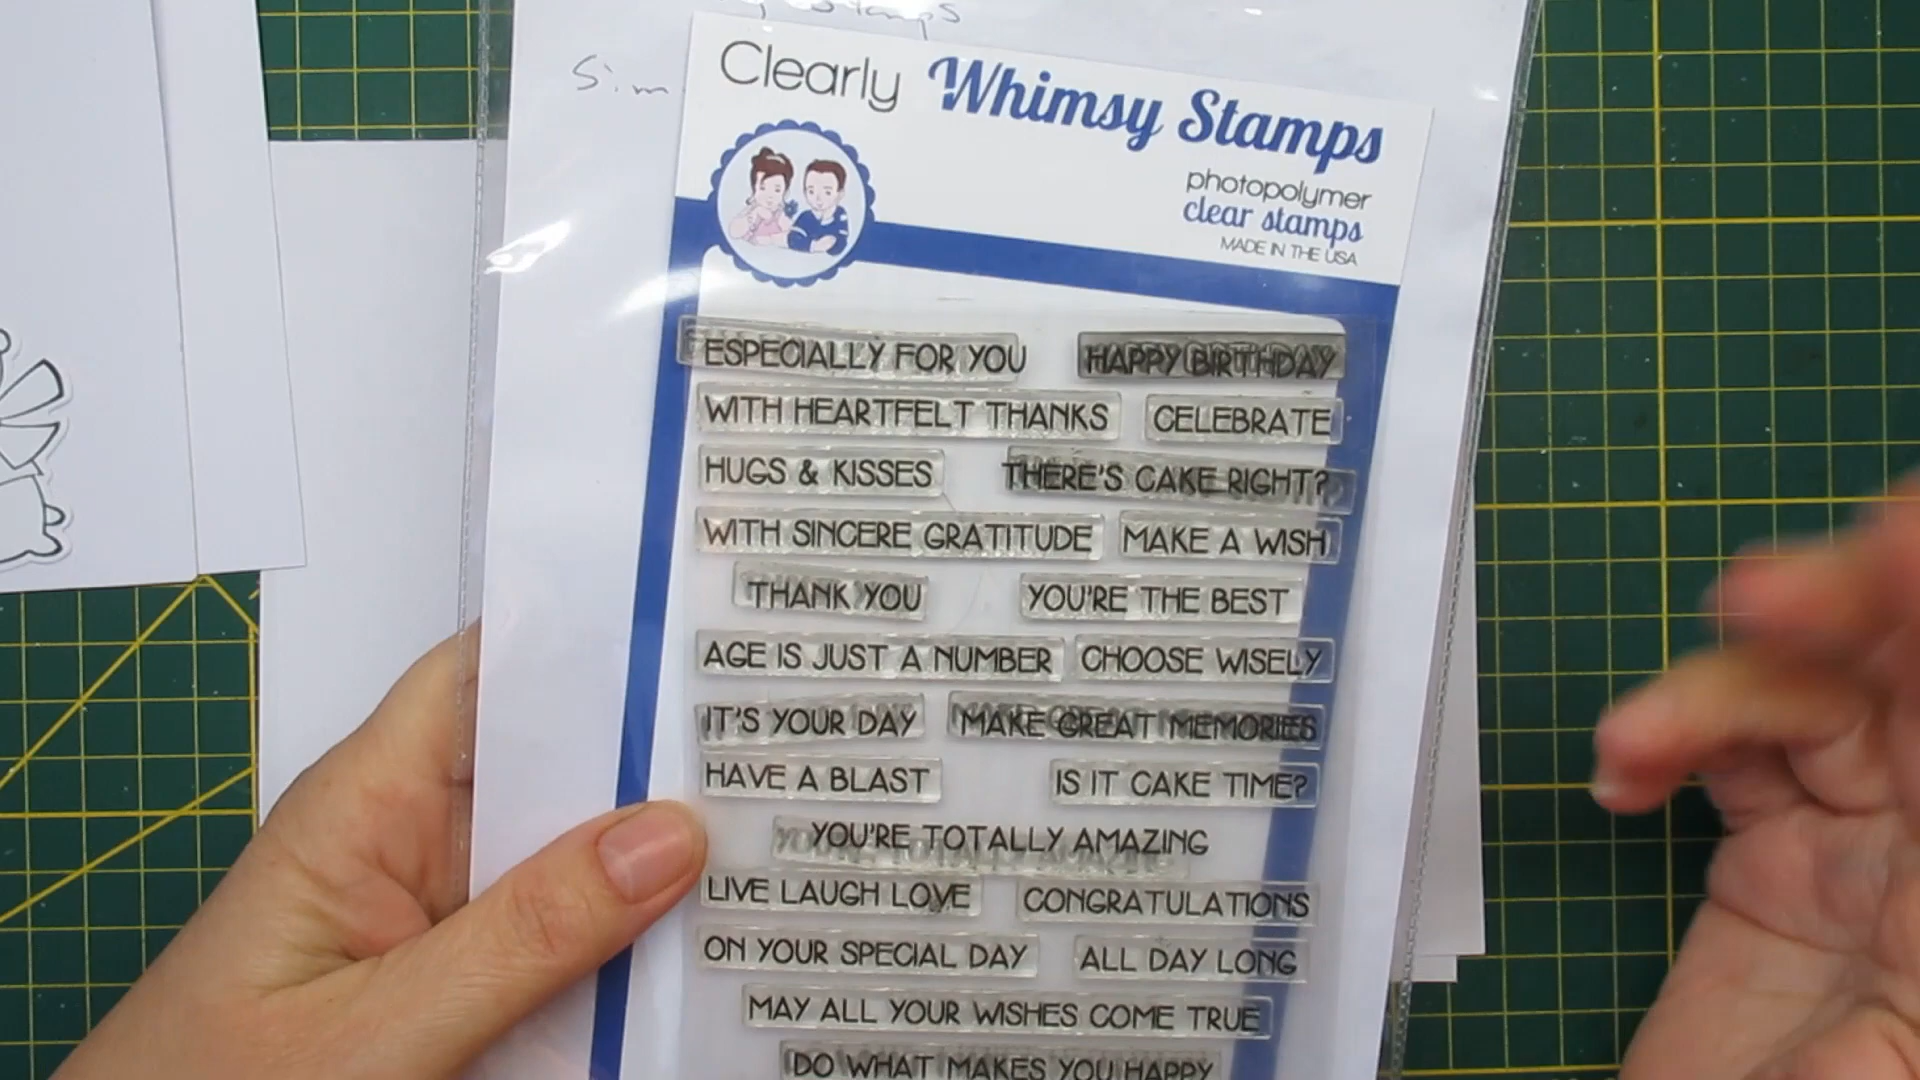 Stamps
Sim
Clearly Whimsy Stamps
photopolymer
clear stamps
MADE IN THE USA
ESPECIALLY FOR YOU HAPPY BIRTHDAY
WITH HEARTFELT THANKS CELEBRATE
HUGS & KISSES THERE'S CAKE RIGHT?
WITH SINCERE GRATITUDE MAKE A WISH
THANK YOU YOU'RE THE BEST
AGE IS JUST A NUMBER CHOOSE WISELY
IT'S YOUR DAY MAKE GREAT MEMORIES
HAVE A BLAST IS IT CAKE TIME?
YOU'RE TOTALLY AMAZING
LIVE LAUGH LOVE CONGRATULATIONS
ON YOUR SPECIAL DAY ALL DAY LONG
MAY ALL YOUR WISHES COME TRUE
DO WHAT MAKES YOU HAPPY